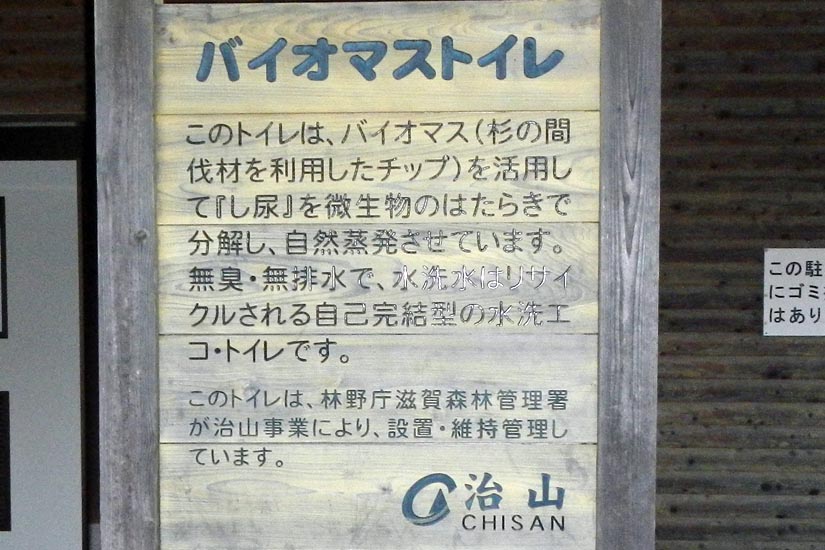 バイオマストイレ
このトイレは、バイオマス(杉の間
伐材を利用したチップ)を活用し
て『し尿』を微生物のはたらきで
分解し、自然蒸発させています。
無臭・無排水で、水洗水はリサイ
クルされる自己完結型の水洗エ
コ・トイレです。
このトイレは、林野庁滋賀森林管理署
が治山事業により、設置・維持管理し
ています。
治山
CHISAN
この駐
にゴミ
はあり